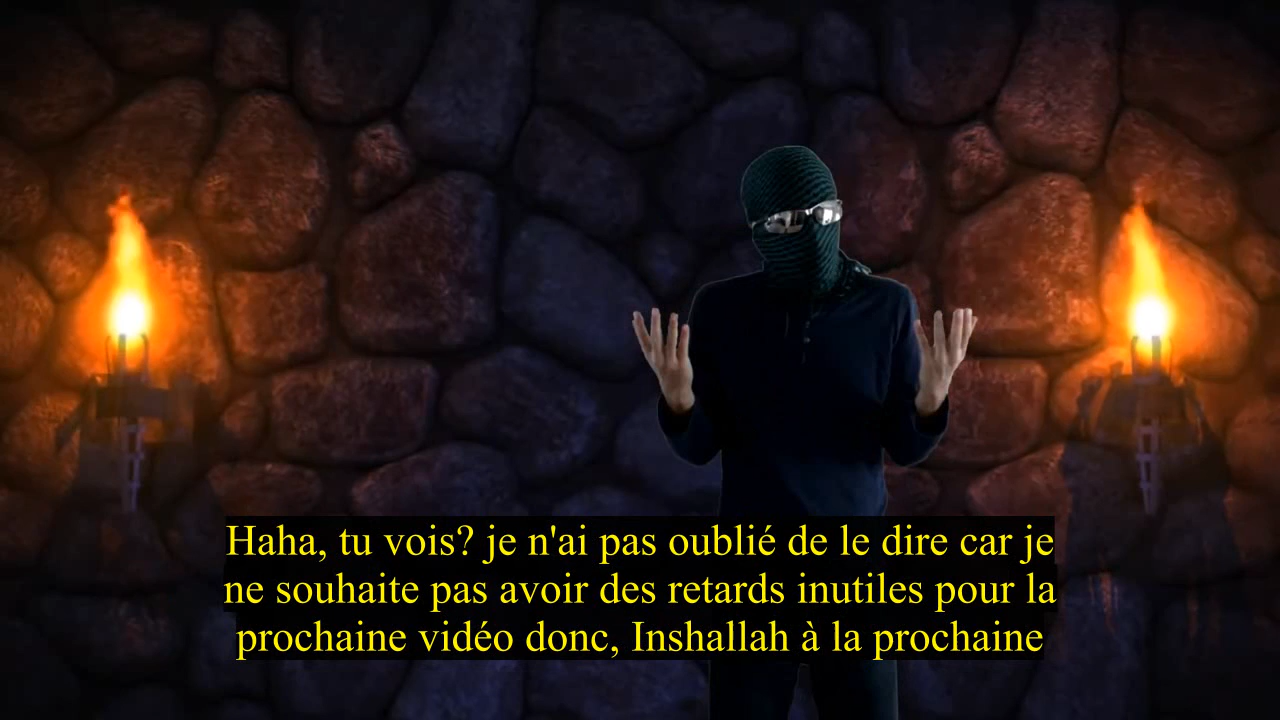 Haha, tu vois? je n'ai pas oublié de le dire car je
ne souhaite pas avoir des retards inutiles pour la
prochaine vidéo donc, Inshallah à la prochaine